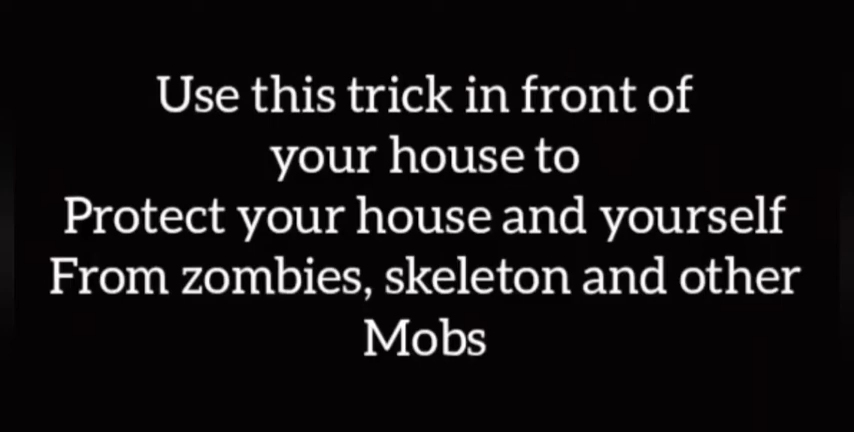 Use this trick in front of
your house to
Protect your house and yourself
From zombies, skeleton and other
Mobs